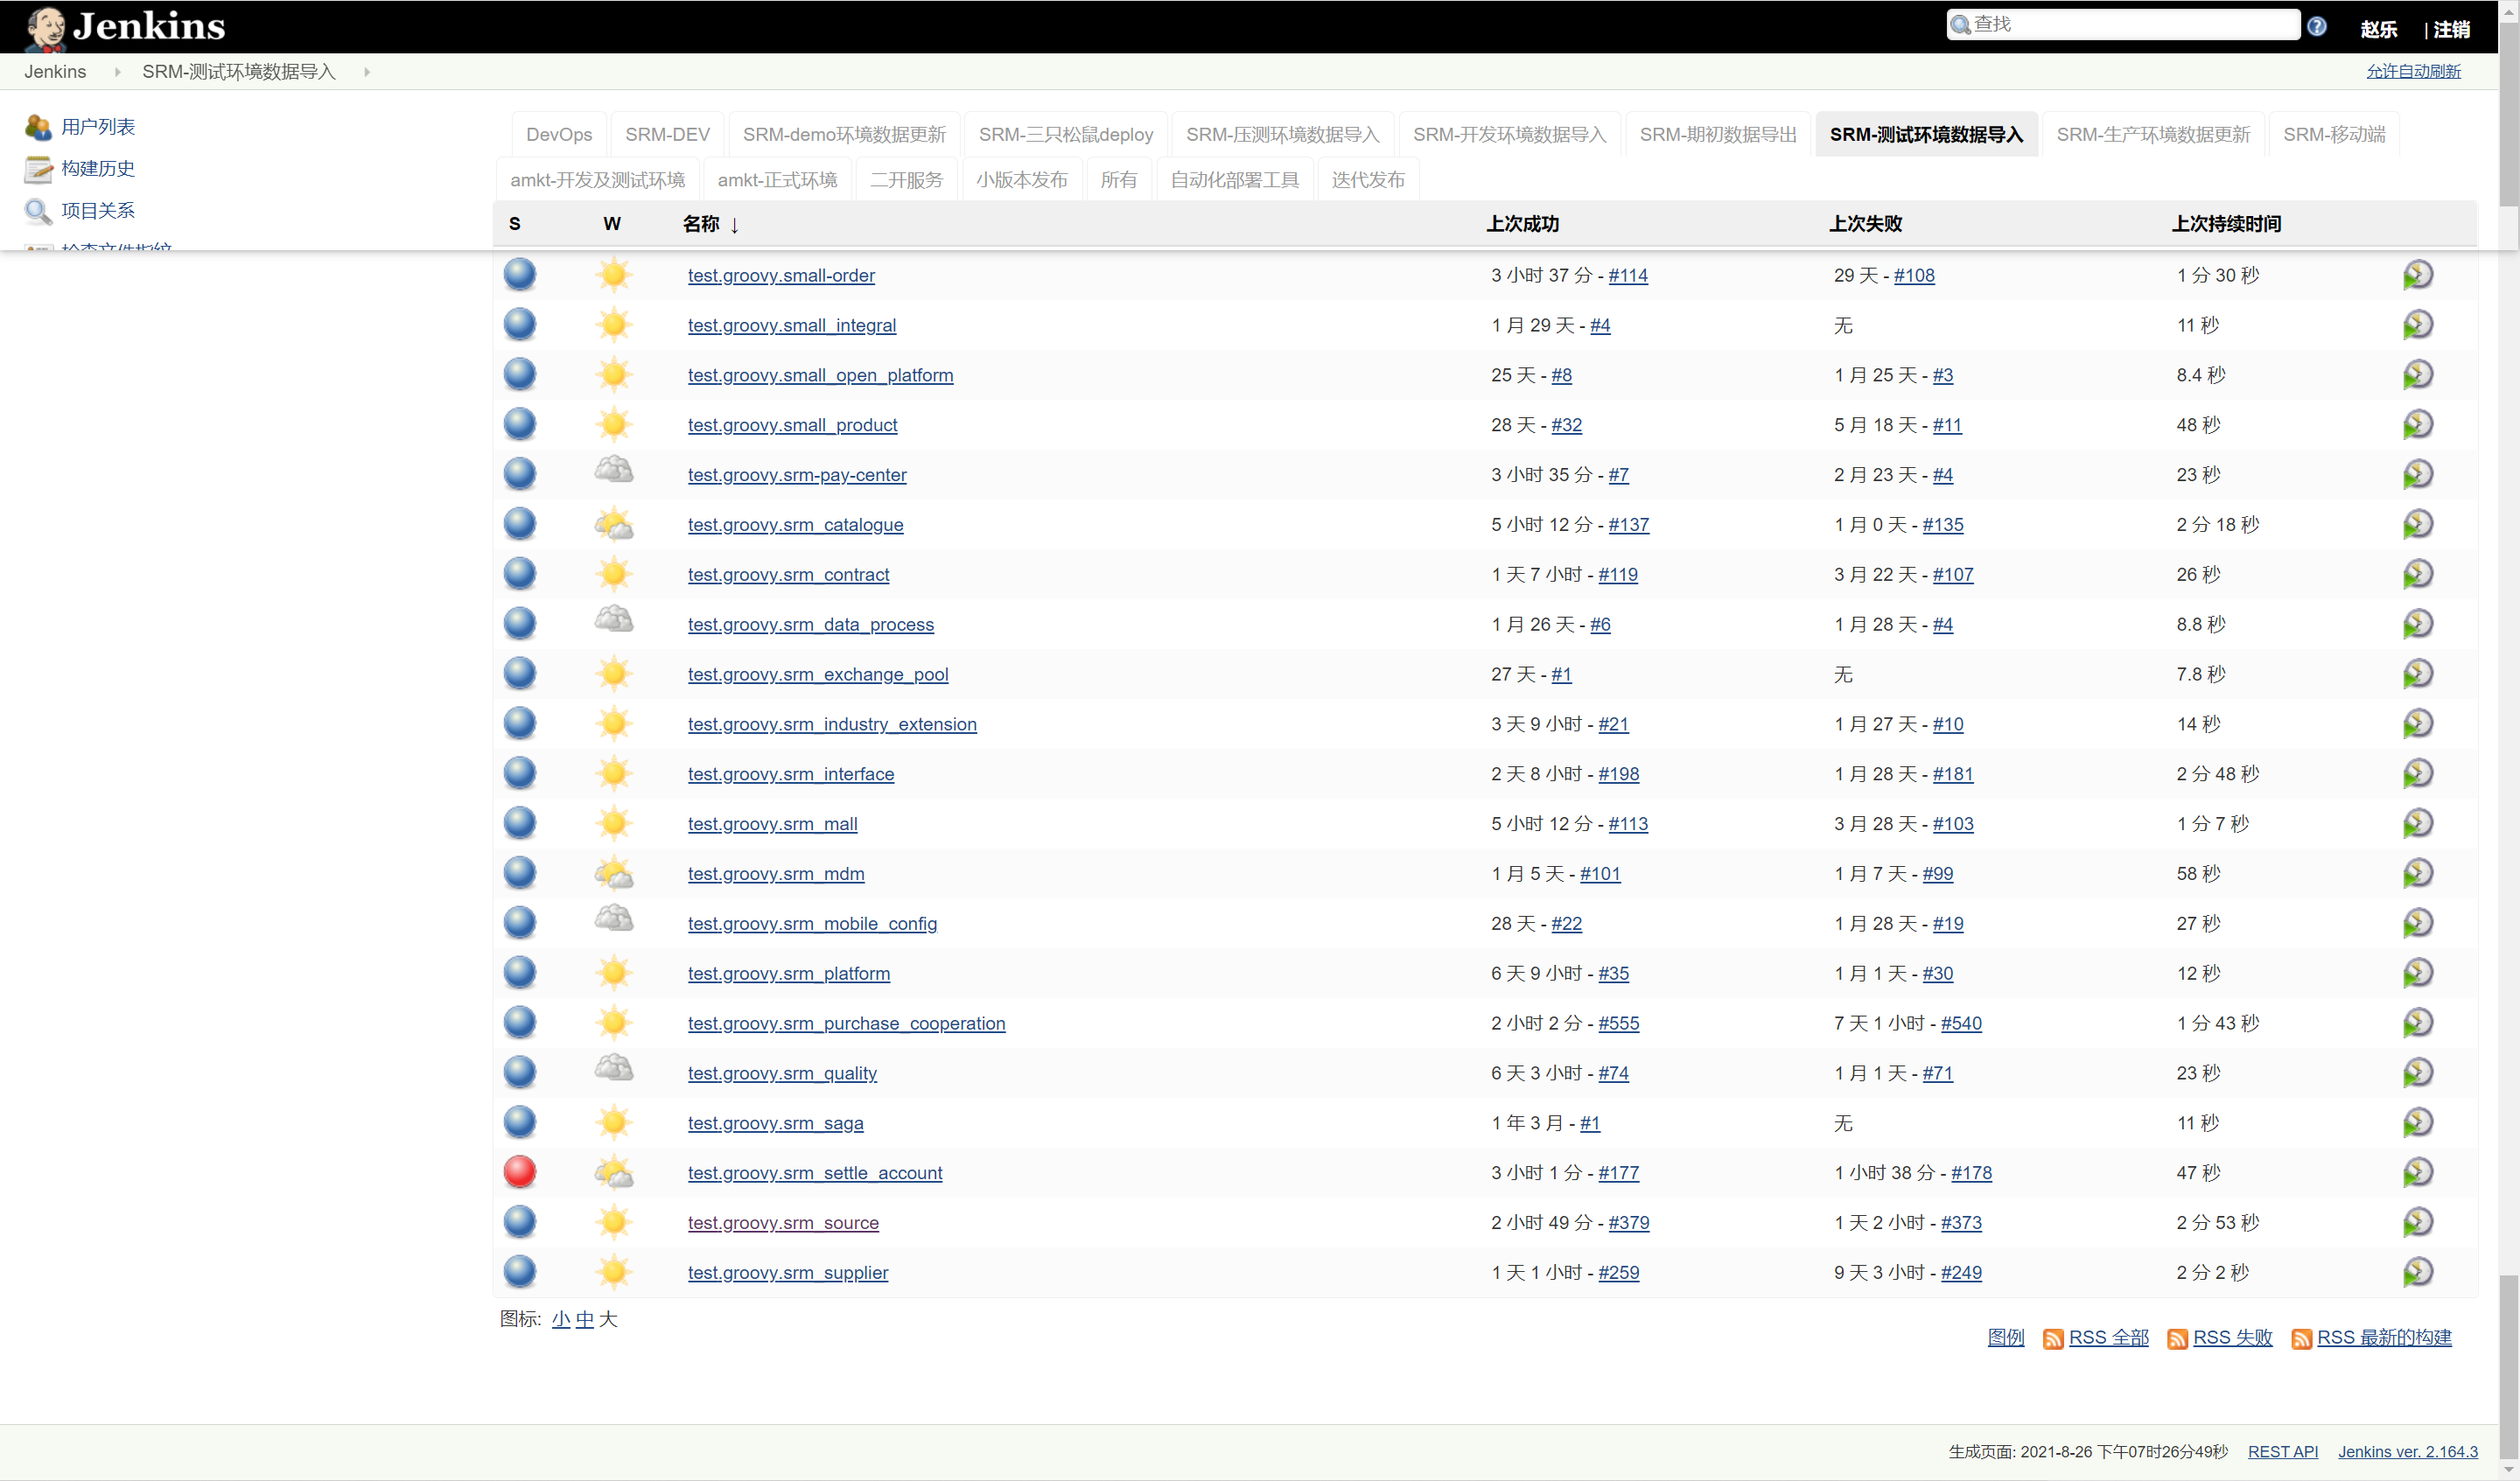 Jenkins 查找 赵乐 | 注销
Jenkins SRM-测试环境数据导入 允许自动刷新
用户列表
构建历史
项目关系
DevOps SRM-DEV SRM-demo环境数据更新 SRM-三只松鼠deploy SRM-压测环境数据导入 SRM-开发环境数据导入 SRM-期初数据导出 SRM-测试环境数据导入 SRM-生产环境数据更新 SRM-移动端
amkt-开发及测试环境 amkt-正式环境 二开服务 小版本发布 所有 自动化部署工具 迭代发布
S W 名称 ↓ 上次成功 上次失败 上次持续时间
test.groovy.small-order 3 小时 37 分 - #114 29 天 - #108 1 分 30 秒
test.groovy.small_integral 1 月 29 天 - #4 无 11 秒
test.groovy.small_open_platform 25 天 - #8 1 月 25 天 - #3 8.4 秒
test.groovy.small_product 28 天 - #32 5 月 18 天 - #11 48 秒
test.groovy.srm-pay-center 3 小时 35 分 - #7 2 月 23 天 - #4 23 秒
test.groovy.srm_catalogue 5 小时 12 分 - #137 1 月 0 天 - #135 2 分 18 秒
test.groovy.srm_contract 1 天 7 小时 - #119 3 月 22 天 - #107 26 秒
test.groovy.srm_data_process 1 月 26 天 - #6 1 月 28 天 - #4 8.8 秒
test.groovy.srm_exchange_pool 27 天 - #1 无 7.8 秒
test.groovy.srm_industry_extension 3 天 9 小时 - #21 1 月 27 天 - #10 14 秒
test.groovy.srm_interface 2 天 8 小时 - #198 1 月 28 天 - #181 2 分 48 秒
test.groovy.srm_mall 5 小时 12 分 - #113 3 月 28 天 - #103 1 分 7 秒
test.groovy.srm_mdm 1 月 5 天 - #101 1 月 7 天 - #99 58 秒
test.groovy.srm_mobile_config 28 天 - #22 1 月 28 天 - #19 27 秒
test.groovy.srm_platform 6 天 9 小时 - #35 1 月 1 天 - #30 12 秒
test.groovy.srm_purchase_cooperation 2 小时 2 分 - #555 7 天 1 小时 - #540 1 分 43 秒
test.groovy.srm_quality 6 天 3 小时 - #74 1 月 1 天 - #71 23 秒
test.groovy.srm_saga 1 年 3 月 - #1 无 11 秒
test.groovy.srm_settle_account 3 小时 1 分 - #177 1 小时 38 分 - #178 47 秒
test.groovy.srm_source 2 小时 49 分 - #379 1 天 2 小时 - #373 2 分 53 秒
test.groovy.srm_supplier 1 天 1 小时 - #259 9 天 3 小时 - #249 2 分 2 秒
图标: 小 中 大
图例 RSS 全部 RSS 失败 RSS 最新的构建
生成页面: 2021-8-26 下午07时26分49秒 REST API Jenkins ver. 2.164.3